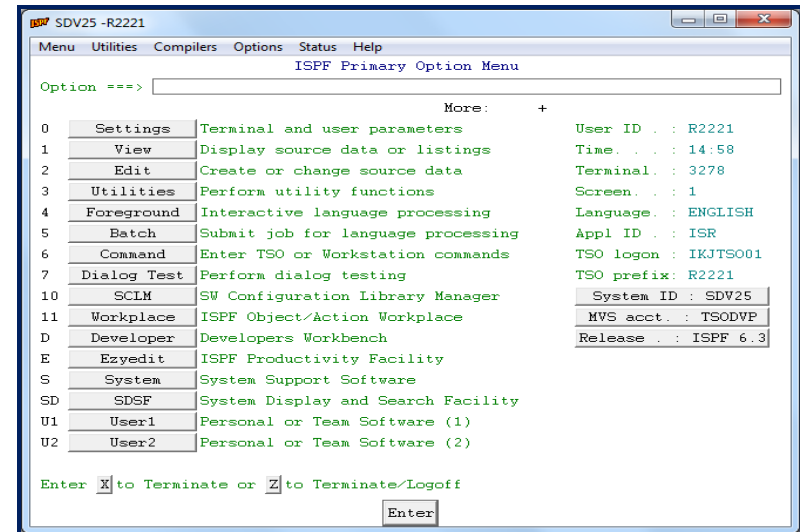 ISPF SDV25 -R2221
Menu Utilities Compilers Options Status Help
ISPF Primary Option Menu
Option ===>
More: +
0 Settings Terminal and user parameters User ID . : R2221
1 View Display source data or listings Time. . . : 14:58
2 Edit Create or change source data Terminal. : 3278
3 Utilities Perform utility functions Screen. . : 1
4 Foreground Interactive language processing Language. : ENGLISH
5 Batch Submit job for language processing Appl ID . : ISR
6 Command Enter TSO or Workstation commands TSO logon : IKJTSO01
7 Dialog Test Perform dialog testing TSO prefix: R2221
10 SCLM SW Configuration Library Manager System ID : SDV25
11 Workplace ISPF Object/Action Workplace MVS acct. : TSODVP
D Developer Developers Workbench Release . : ISPF 6.3
E Ezyedit ISPF Productivity Facility
S System System Support Software
SD SDSF System Display and Search Facility
U1 User1 Personal or Team Software (1)
U2 User2 Personal or Team Software (2)
Enter X to Terminate or Z to Terminate/Logoff
Enter